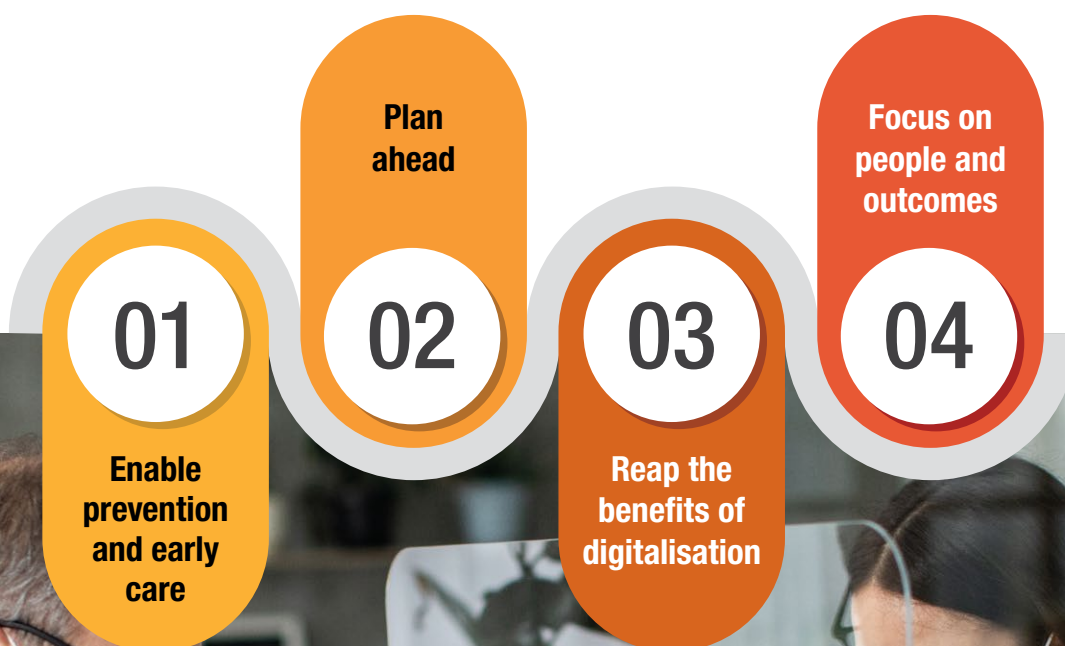 01
Enable
prevention
and early
care
Plan
ahead
02
03
Reap the
benefits of
digitalisation
Focus on
people and
outcomes
04